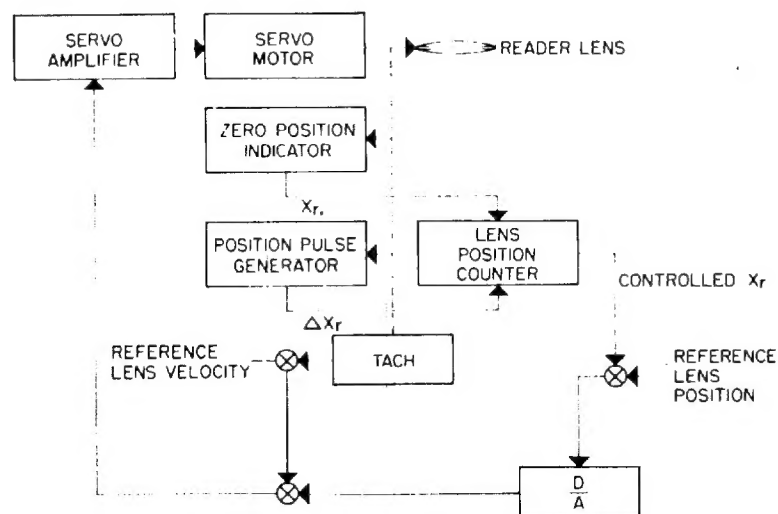 SERVO
AMPLIFIER
SERVO
MOTOR
READER LENS
ZERO POSITION
INDICATOR
Xr,
POSITION PULSE
GENERATOR
LENS
POSITION
COUNTER
CONTROLLED Xr
△Xr
REFERENCE
LENS VELOCITY
TACH
REFERENCE
LENS
POSITION
D
A